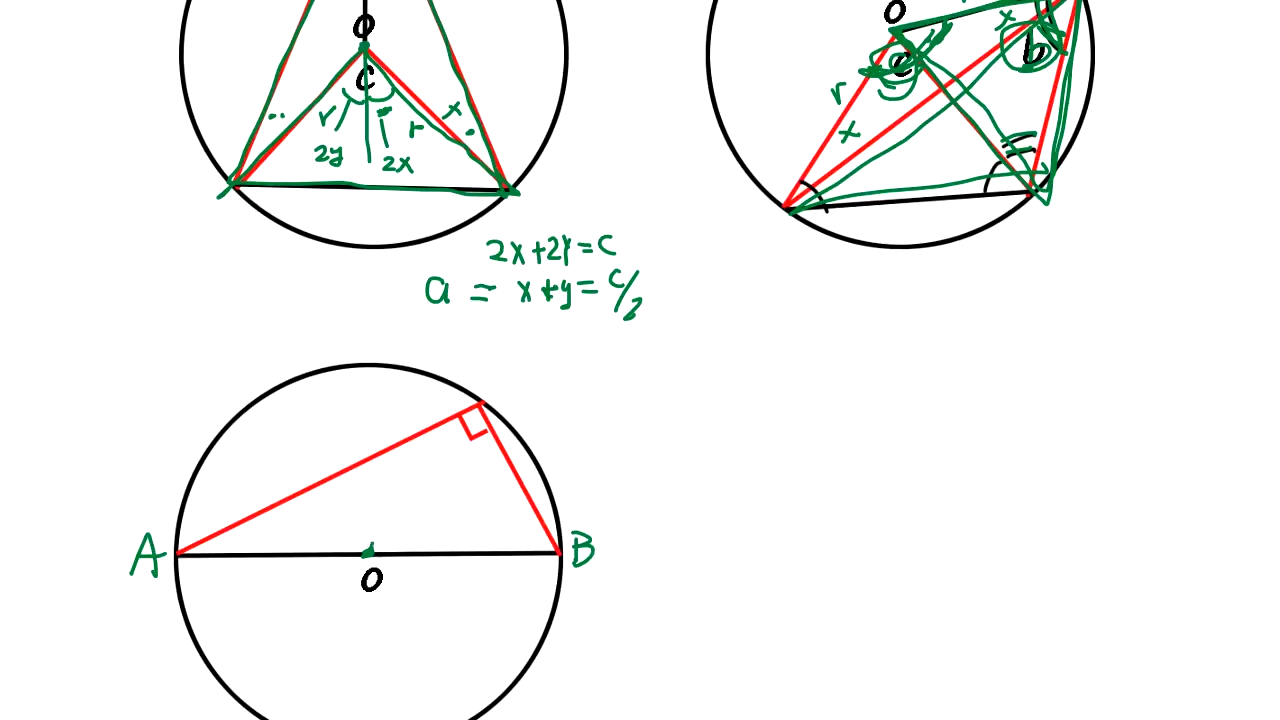 O
C
r
r
x
2y
2x
O
C
r
x
x
b
2x+2y=C
a = x+y= C/2
A
B
O